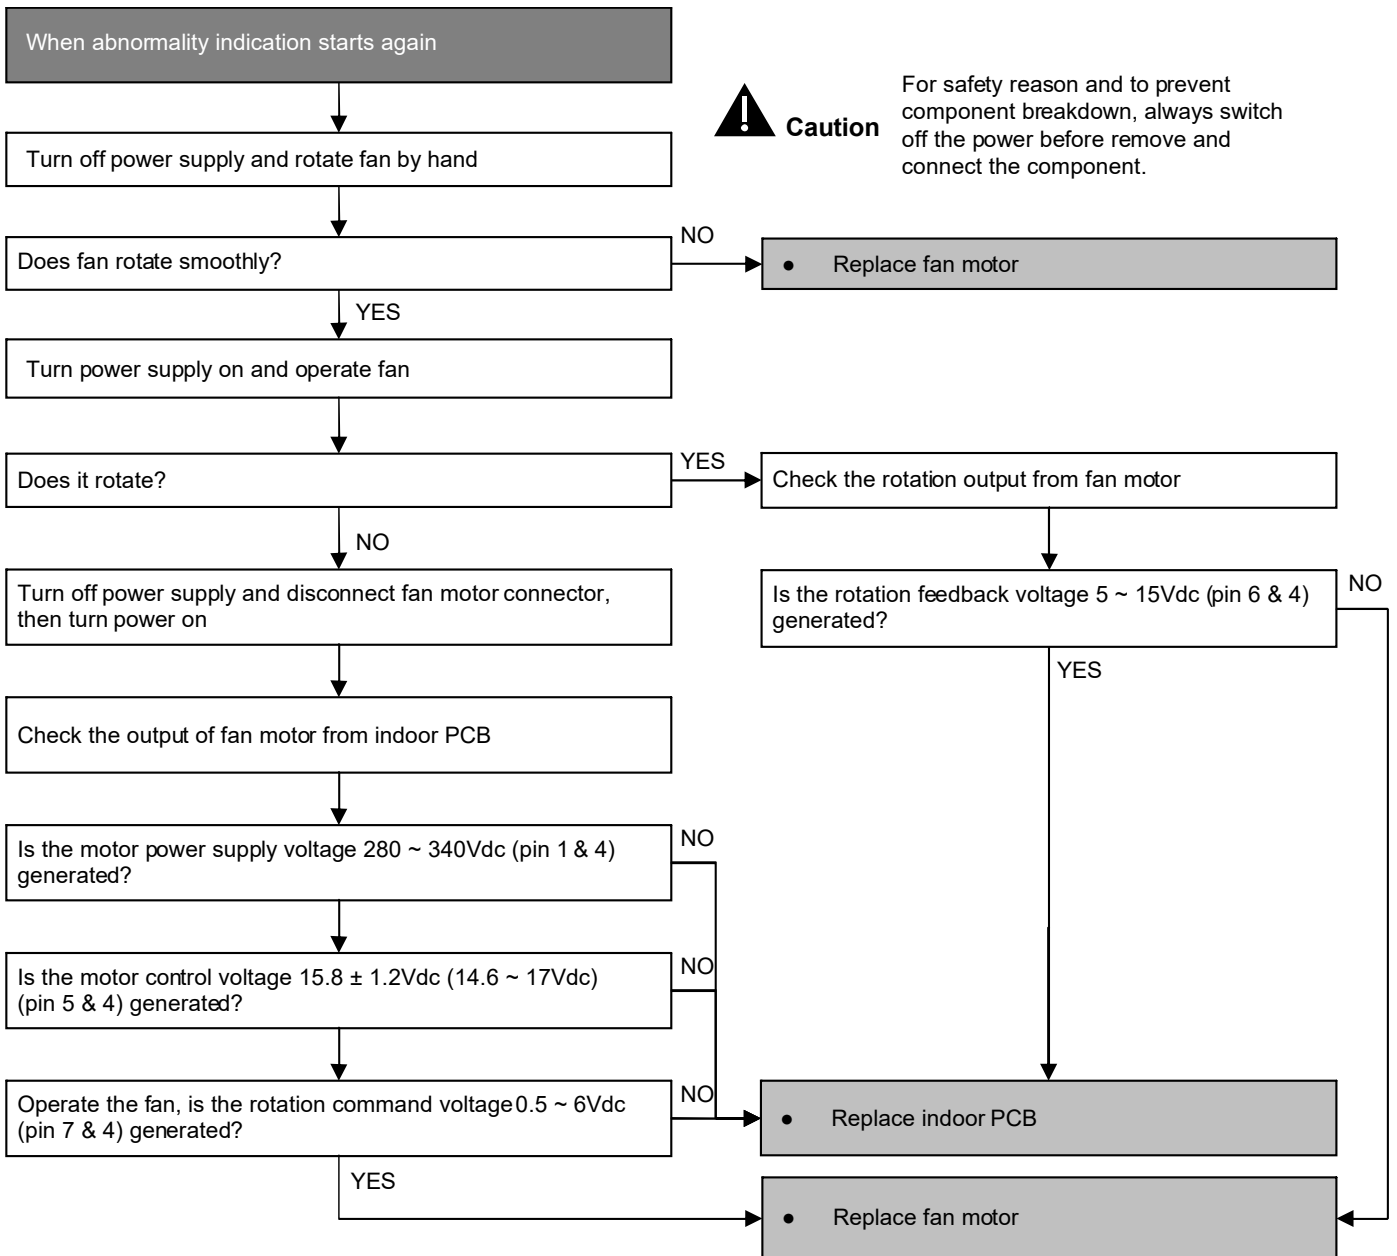 When abnormality indication starts again
Caution
For safety reason and to prevent
component breakdown, always switch
off the power before remove and
connect the component.
Turn off power supply and rotate fan by hand
Does fan rotate smoothly?
NO
● Replace fan motor
YES
Turn power supply on and operate fan
Does it rotate?
YES
Check the rotation output from fan motor
NO
Turn off power supply and disconnect fan motor connector,
then turn power on
Is the rotation feedback voltage 5 ~ 15Vdc (pin 6 & 4)
generated?
NO
YES
Check the output of fan motor from indoor PCB
Is the motor power supply voltage 280 ~ 340Vdc (pin 1 & 4)
generated?
NO
Is the motor control voltage 15.8 ± 1.2Vdc (14.6 ~ 17Vdc)
(pin 5 & 4) generated?
NO
Operate the fan, is the rotation command voltage 0.5 ~ 6Vdc
(pin 7 & 4) generated?
NO
● Replace indoor PCB
YES
● Replace fan motor